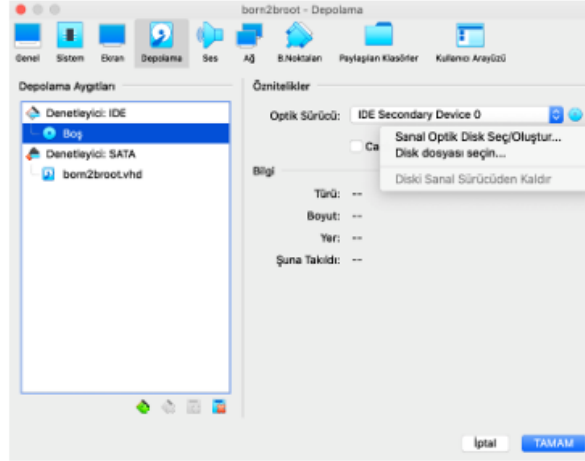 born2broot - Depolama
Genel Sistem Ekran Depolama Ses Ağ B.Noktaları Paylaşılan Klasörler Kullanıcı Arayüzü
Depolama Aygıtları
Denetleyici: IDE
Boş
Denetleyici: SATA
born2broot.vhd
Öznitelikler
Optik Sürücü: IDE Secondary Device 0
Ca
Sanal Optik Disk Seç/Oluştur...
Disk dosyası seçin...
Diski Sanal Sürücüden Kaldır
Bilgi
Türü: --
Boyut: --
Yer: --
Şuna Takıldı: --
İptal TAMAM